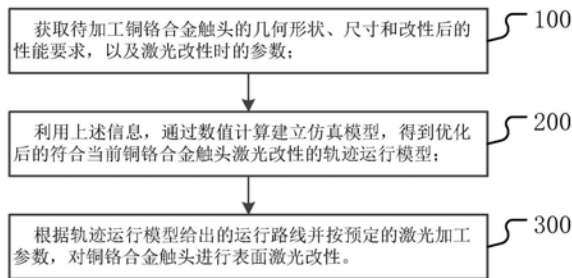 获取待加工铜铬合金触头的几何形状、尺寸和改性后的
性能要求，以及激光改性时的参数；
100
利用上述信息，通过数值计算建立仿真模型，得到优化
后的符合当前铜铬合金触头激光改性的轨迹运行模型；
200
根据轨迹运行模型给出的运行路线并按预定的激光加工
参数，对铜铬合金触头进行表面激光改性。
300